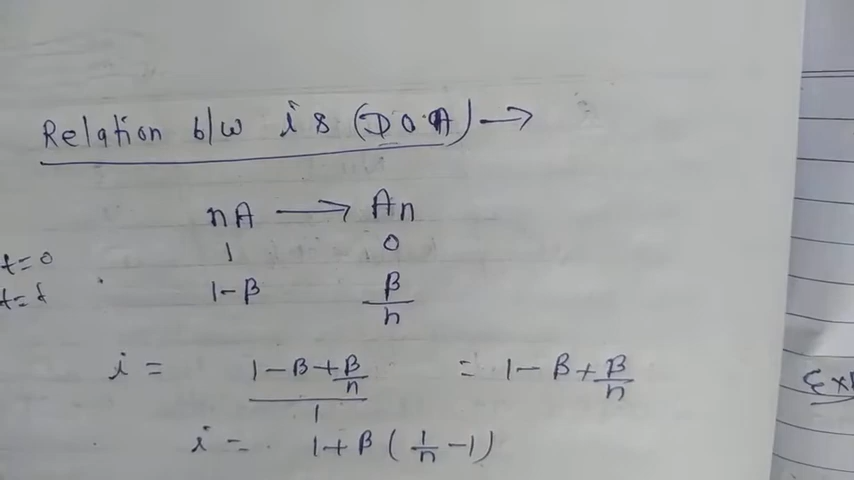 Relation b/w i & (D.O.A) →
nA → An
t=0 1 0
t=t 1-β β/n
i = (1-β+β/n)/1 = 1-β+β/n
i = 1+β(1/n -1)